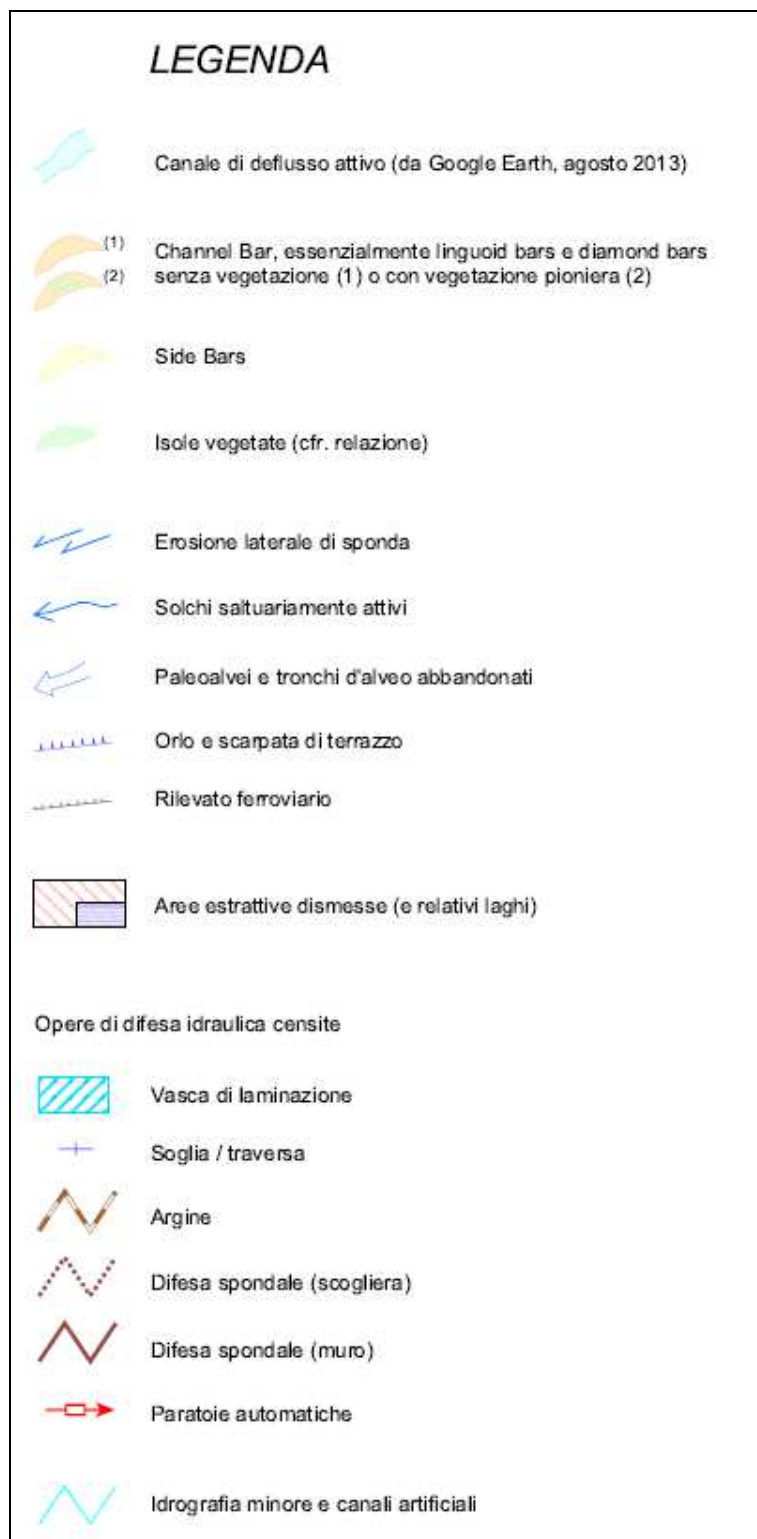 LEGENDA
Canale di deflusso attivo (da Google Earth, agosto 2013)
(1)
Channel Bar, essenzialmente linguoid bars e diamond bars
(2)
senza vegetazione (1) o con vegetazione pioniera (2)
Side Bars
Isole vegetate (cfr. relazione)
Erosione laterale di sponda
Solchi saltuariamente attivi
Paleoalvei e tronchi d'alveo abbandonati
Orlo e scarpata di terrazzo
Rilevato ferroviario
Aree estrattive dismesse (e relativi laghi)
Opere di difesa idraulica censite
Vasca di laminazione
Soglia / traversa
Argine
Difesa spondale (scogliera)
Difesa spondale (muro)
Paratoie automatiche
Idrografia minore e canali artificiali